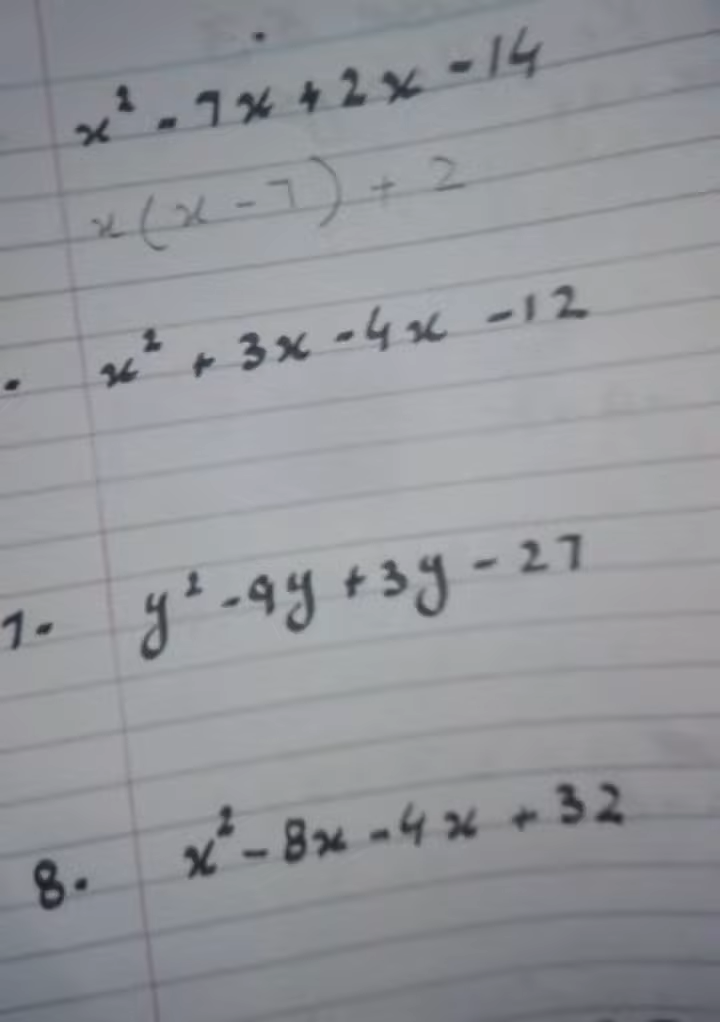 x² - 7x + 2x - 14
x(x - 7) + 2
. x² + 3x - 4x - 12
7. y² - 9y + 3y - 27
8. x² - 8x - 4x + 32